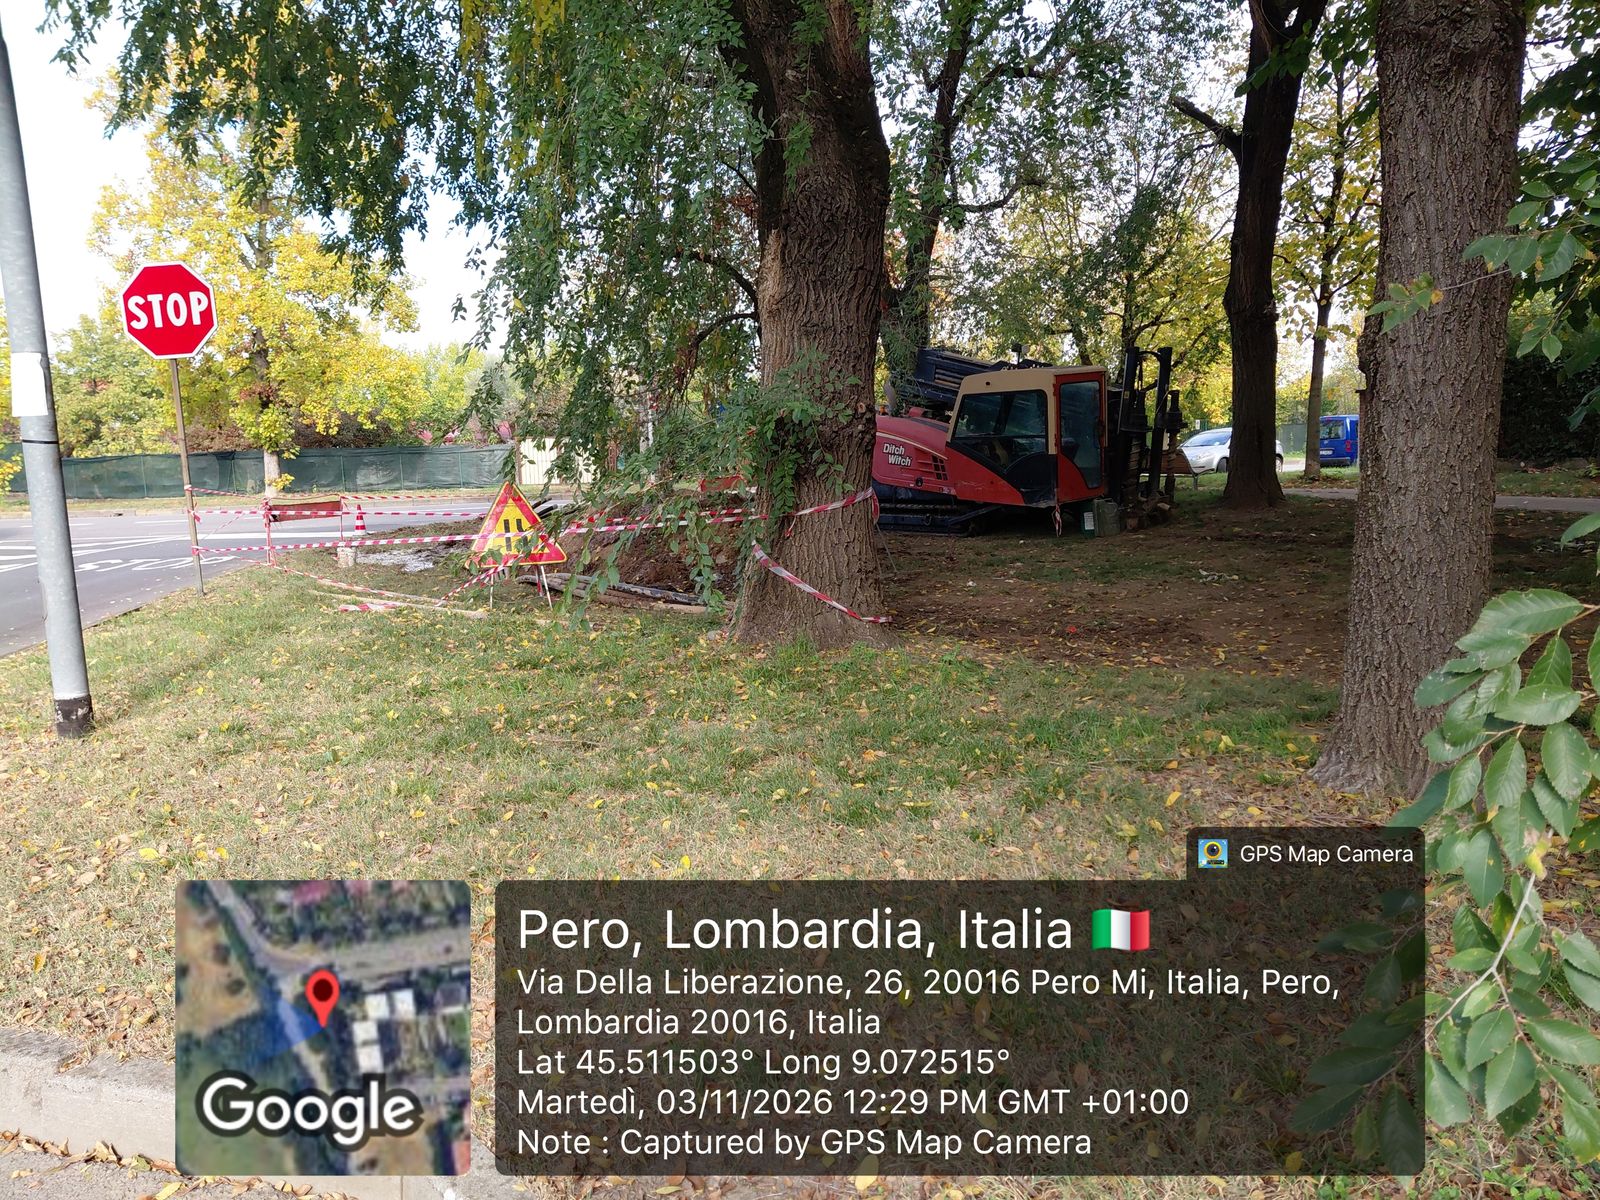 STOP
Ditch
Witch
STOP
GPS Map Camera
Pero, Lombardia, Italia
Via Della Liberazione, 26, 20016 Pero Mi, Italia, Pero,
Lombardia 20016, Italia
Lat 45.511503° Long 9.072515°
Martedì, 03/11/2026 12:29 PM GMT +01:00
Note : Captured by GPS Map Camera
Google